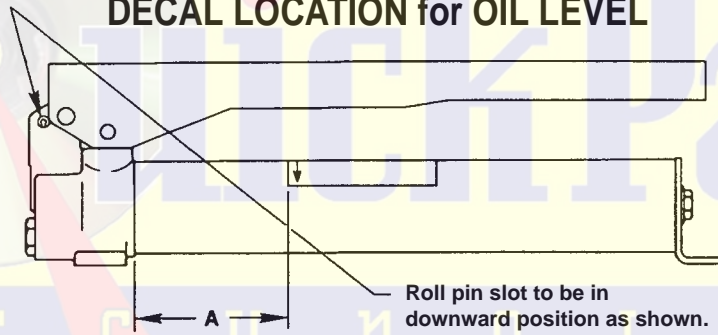 DECAL LOCATION for OIL LEVEL
A
Roll pin slot to be in
downward position as shown.